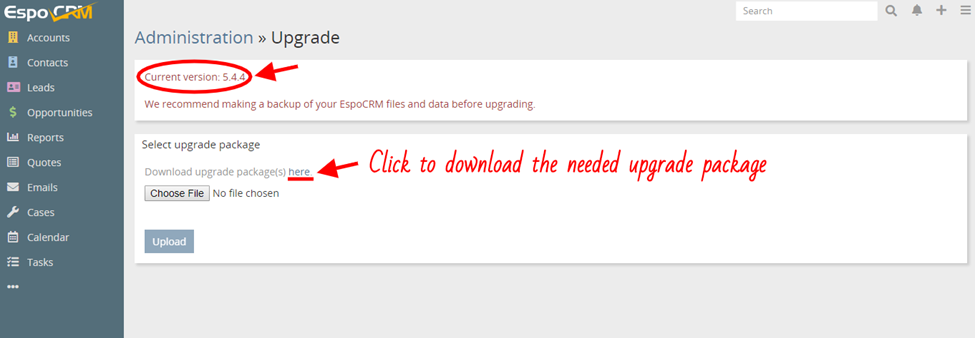 EspoCRM
Search
Accounts
Contacts
Leads
Opportunities
Reports
Quotes
Emails
Cases
Calendar
Tasks
Administration » Upgrade
Current version: 5.4.4
We recommend making a backup of your EspoCRM files and data before upgrading.
Select upgrade package
Download upgrade package(s) here.
Click to download the needed upgrade package
Choose File No file chosen
Upload